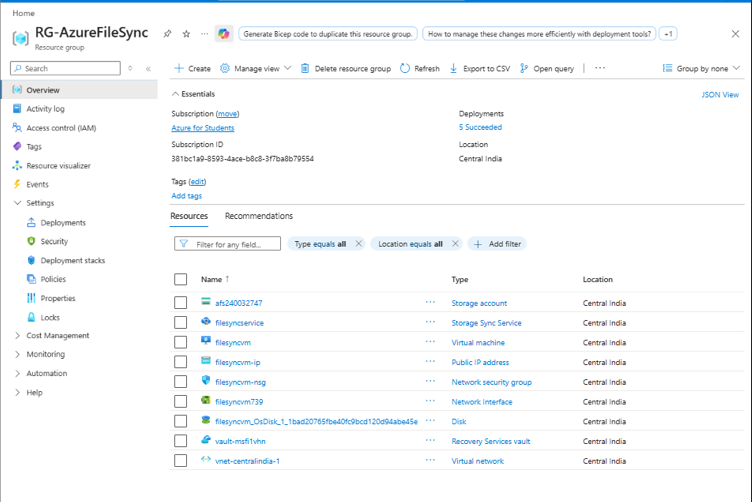 Home
RG-AzureFileSync
Resource group
Generate Bicep code to duplicate this resource group.
How to manage these changes more efficiently with deployment tools?
+1
Search
Create
Manage view
Delete resource group
Refresh
Export to CSV
Open query
Group by none
Overview
Activity log
Access control (IAM)
Tags
Resource visualizer
Events
Settings
Deployments
Security
Deployment stacks
Policies
Properties
Locks
Cost Management
Monitoring
Automation
Help
Essentials
JSON View
Subscription (move)
Azure for Students
Subscription ID
381bc1a9-8593-4ace-b8c8-3f7ba8b79554
Deployments
5 Succeeded
Location
Central India
Tags (edit)
Add tags
Resources Recommendations
Filter for any field...
Type equals all
Location equals all
Add filter
Name Type Location
afs240032747 Storage account Central India
filesyncservice Storage Sync Service Central India
filesyncvm Virtual machine Central India
filesyncvm-ip Public IP address Central India
filesyncvm-nsg Network security group Central India
filesyncvm739 Network Interface Central India
filesyncvm_OsDisk_1_1bad20765fbe40fc9bcd120d94abe45e Disk Central India
vault-msfi1vhn Recovery Services vault Central India
vnet-centralindia-1 Virtual network Central India